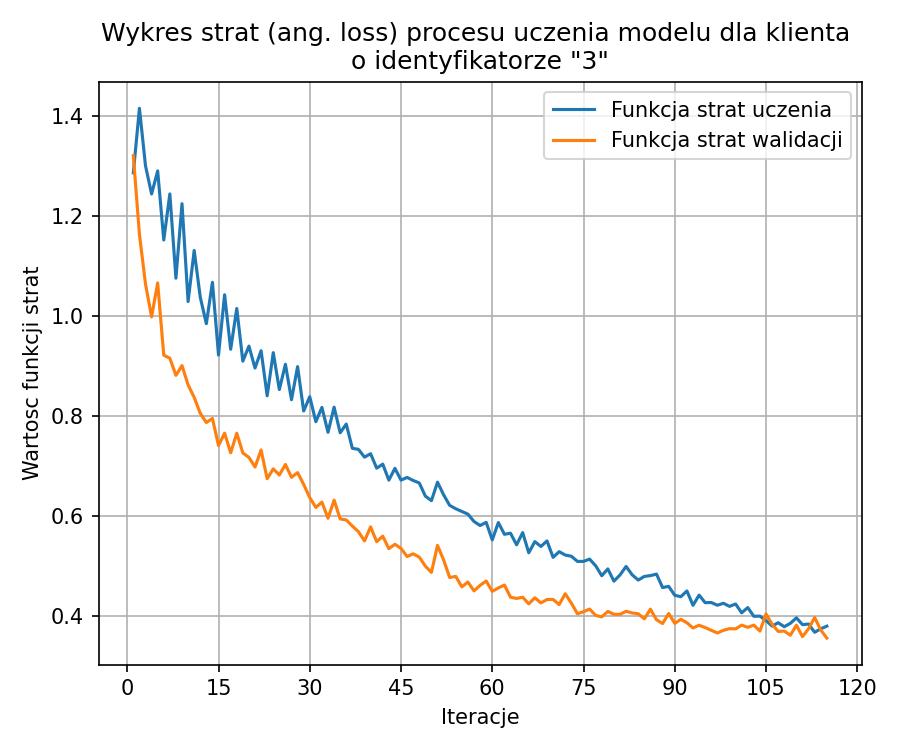 Wykres strat (ang. loss) procesu uczenia modelu dla klienta
o identyfikatorze "3"
Funkcja strat uczenia
Funkcja strat walidacji
Wartosc funkcji strat
1.4
1.2
1.0
0.8
0.6
0.4
0 15 30 45 60 75 90 105 120
Iteracje